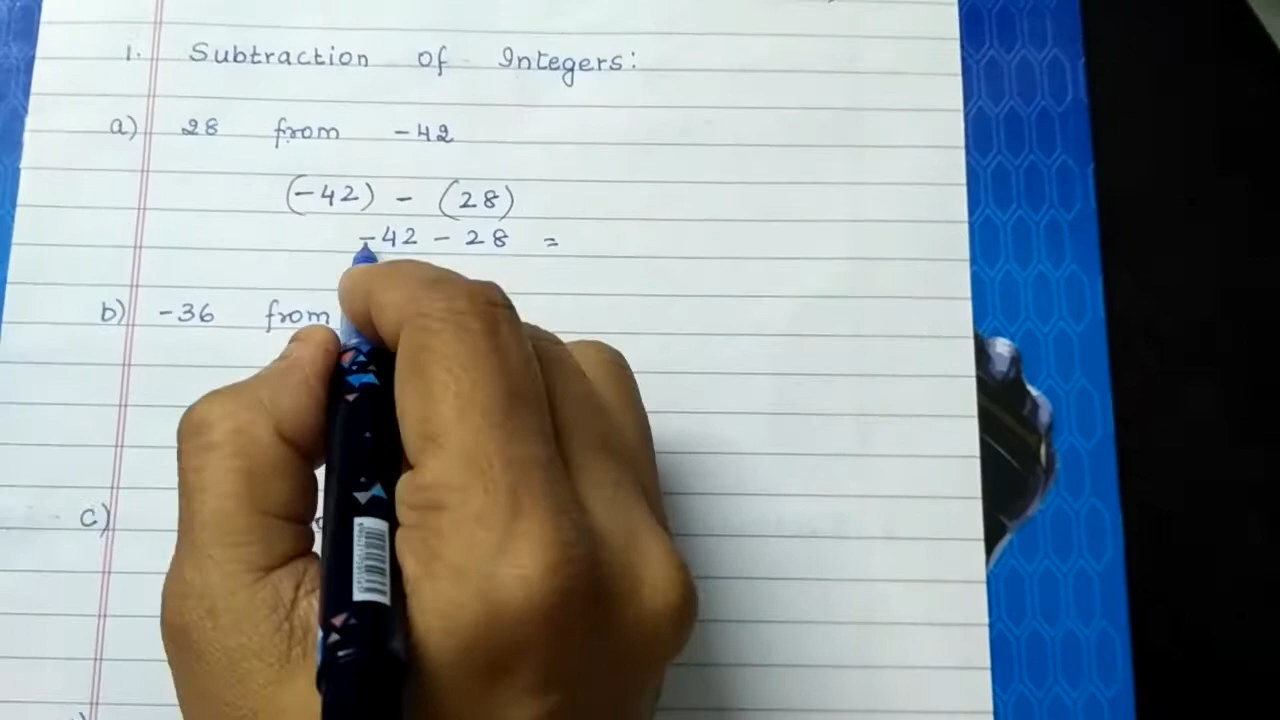 1. Subtraction of Integers:
a) 28 from -42
(-42) - (28)
-42 - 28 =
b) -36 from
c)